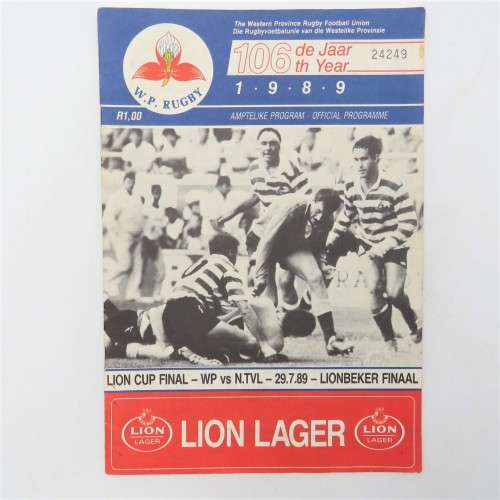 The Western Province Rugby Football Union
Die Rugbyvoetbalunie van die Westelike Provinsie
106 de Jaar
th Year
24249
1·9·8·9
W.P. RUGBY
R1,00
AMPTELIKE PROGRAM · OFFICIAL PROGRAMME
LION CUP FINAL – WP vs N.TVL – 29.7.89 – LIONBEKER FINAAL
LION
LAGER
LION LAGER
LION
LAGER